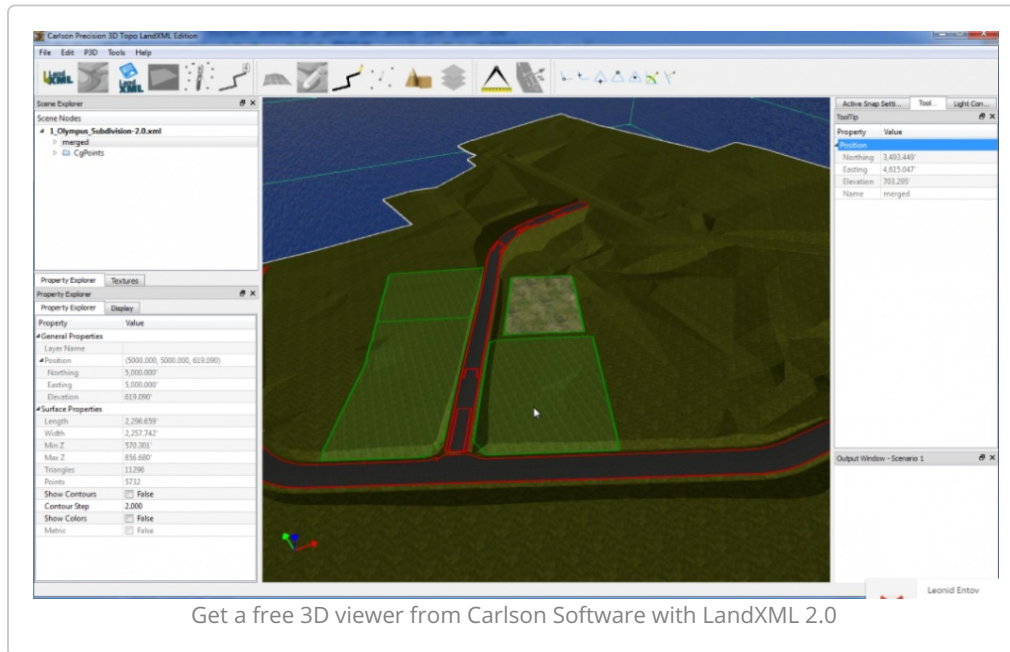 Carlson Precision 3D Topo LandXML Edition
File Edit P3D Tools Help
Scene Explorer
Scene Nodes
1_Olympus_Subdivision-2.0.xml
merged
CgPoints
Property Explorer Textures
Property Explorer
Property Explorer Display
Property Value
General Properties
Layer Name
Position (5000.000, 5000.000, 619.090)
Northing 5,000.000'
Easting 5,000.000'
Elevation 619.090'
Surface Properties
Length 2,296.659'
Width 2,257.742'
Min Z 570.301'
Max Z 856.680'
Triangles 11296
Points 5732
Show Contours False
Contour Step 2.000
Show Colors False
Metric False
Active Snap Setti... Tool... Light Con...
ToolTip
Property Value
Position
Northing 3,493.449'
Easting 4,615.047'
Elevation 703.205'
Name merged
Output Window - Scenario 1
Leonid Entov
Get a free 3D viewer from Carlson Software with LandXML 2.0